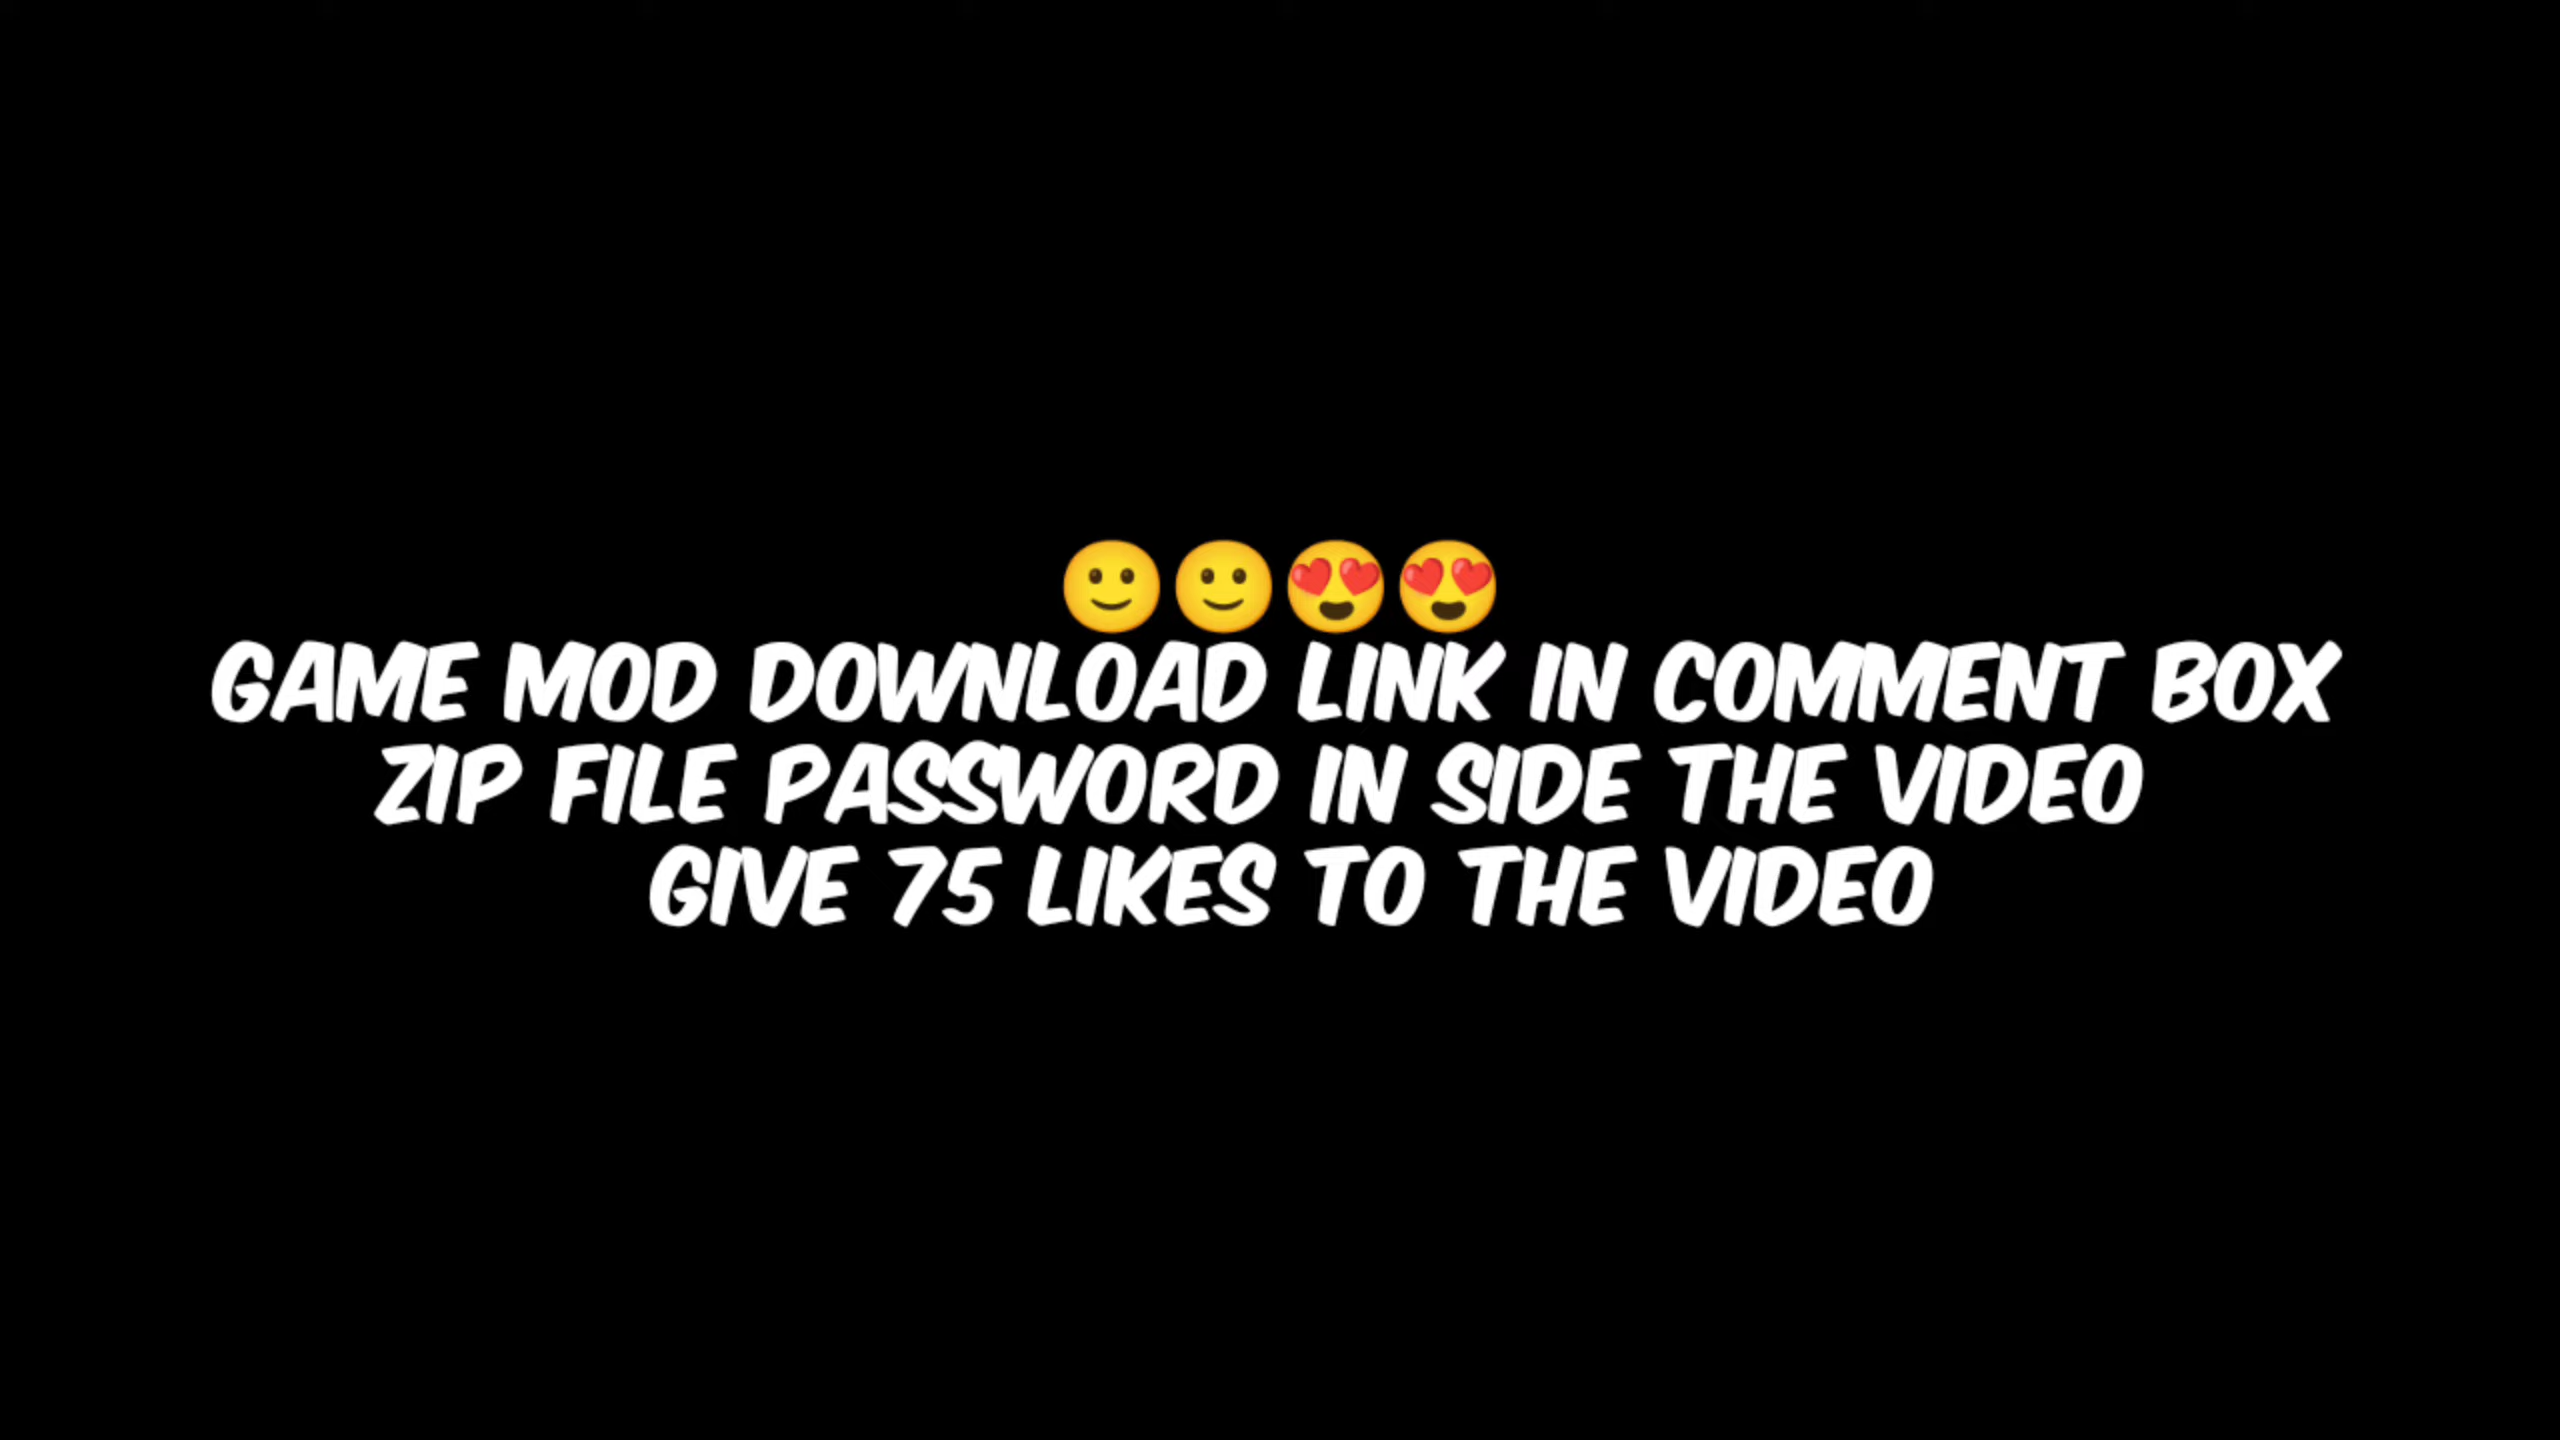 🙂🙂😍😍
GAME MOD DOWNLOAD LINK IN COMMENT BOX
ZIP FILE PASSWORD IN SIDE THE VIDEO
GIVE 75 LIKES TO THE VIDEO